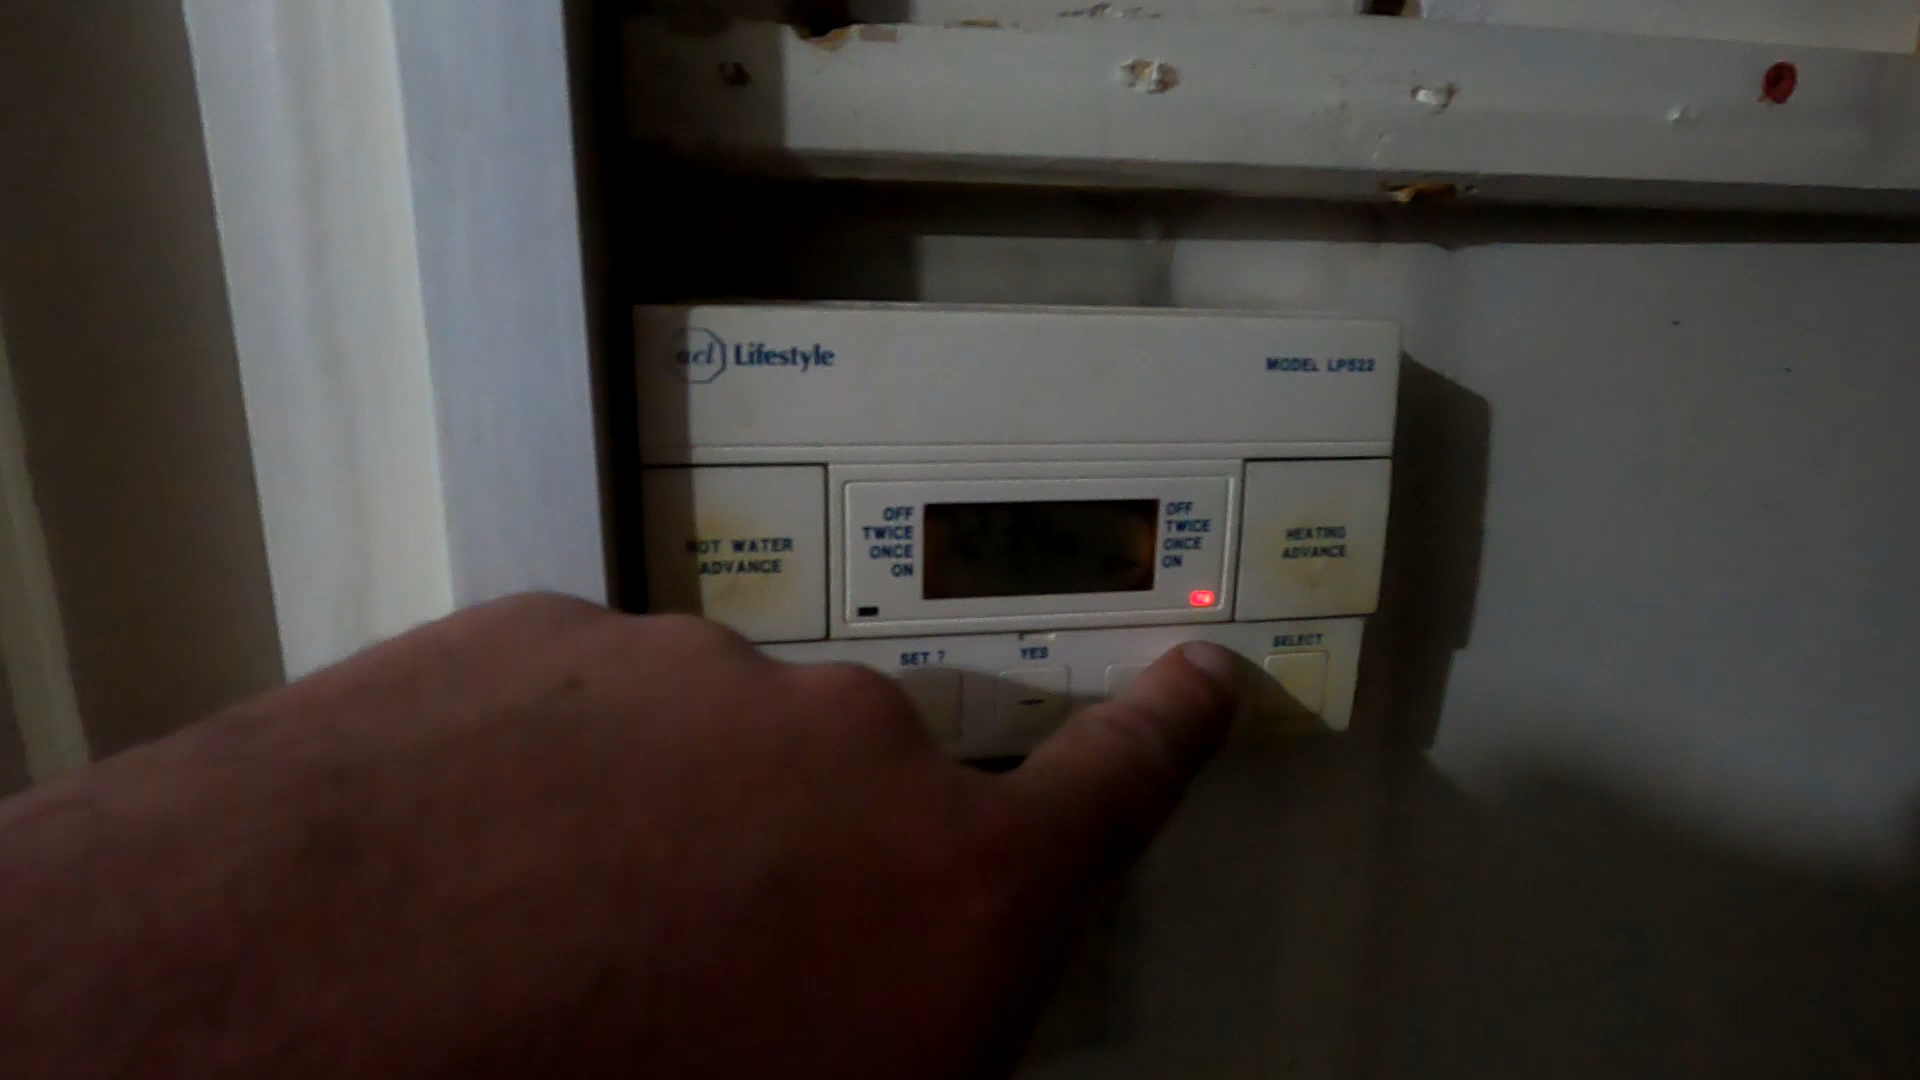 acl Lifestyle
MODEL LP522
HOT WATER
ADVANCE
OFF
TWICE
ONCE
ON
OFF
TWICE
ONCE
ON
HEATING
ADVANCE
SET ?
YES
SELECT